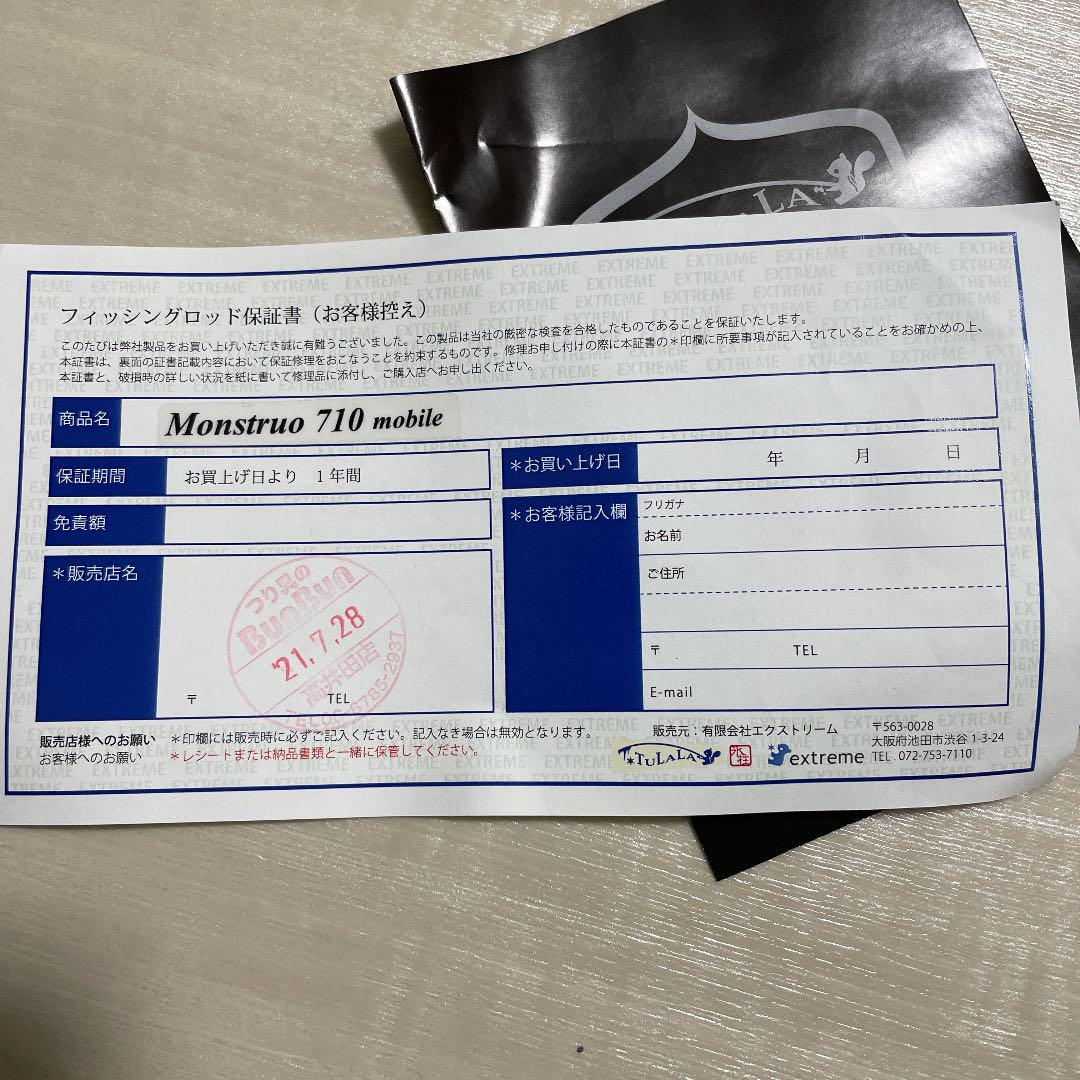 LALA
フィッシングロッド保証書（お客様控え）
このたびは弊社製品をお買い上げいただき誠に有難うございました。この製品は当社の厳密な検査を合格したものであることを保証いたします。
本証書は、裏面の証書記載内容において保証修理をおこなうことを約束するものです。修理お申し付けの際に本証書の＊印欄に所要事項が記入されていることをお確かめの上、
本証書と、破損時の詳しい状況を紙に書いて修理品に添付し、ご購入店へお申し出ください。
商品名 Monstruo 710 mobile
保証期間 お買上げ日より 1年間
＊お買い上げ日 年 月 日
免責額
＊お客様記入欄
フリガナ
お名前
ご住所
〒 TEL
E-mail
＊販売店名
つり具の
BunBun
'21.7.28
高井田店
TEL06-6785-2937
〒 TEL
販売店様へのお願い ＊印欄には販売時に必ずご記入ください。記入なき場合は無効となります。
お客様へのお願い ＊レシートまたは納品書類と一緒に保管してください。
販売元：有限会社エクストリーム 〒563-0028
大阪府池田市渋谷 1-3-24
TEL. 072-753-7110
TULALA
extreme